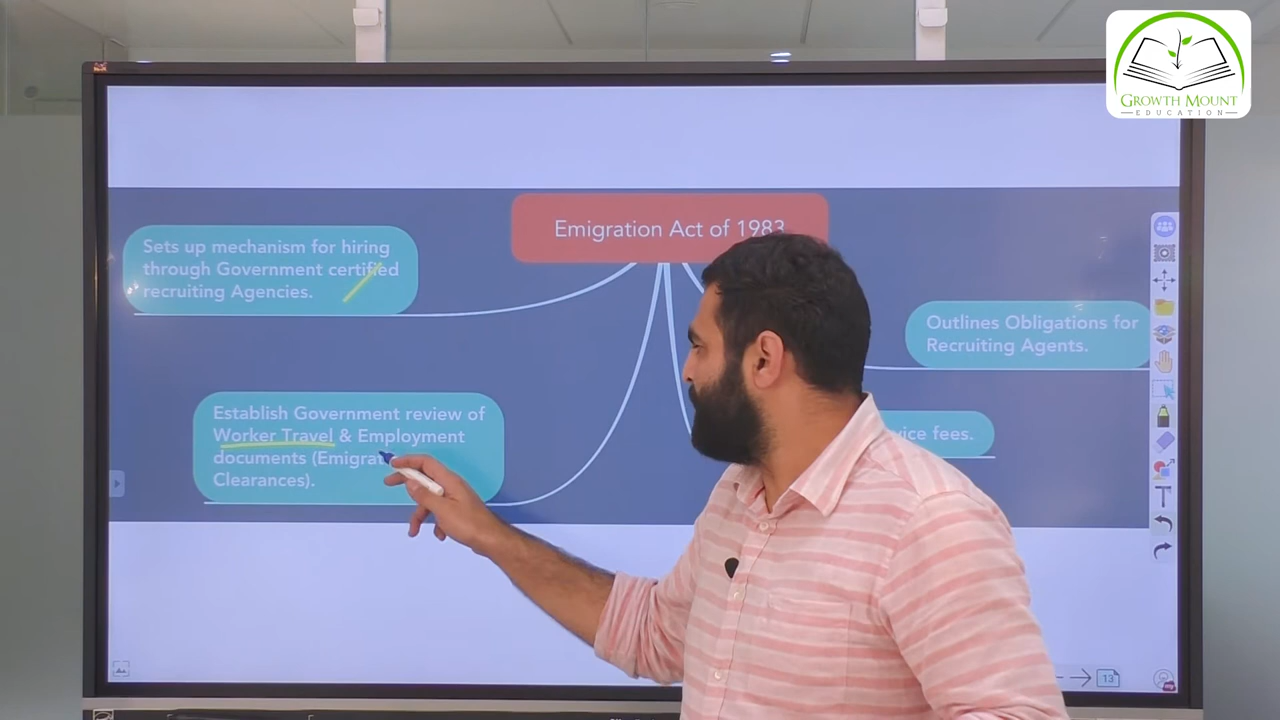 GROWTH MOUNT
EDUCATION
Emigration Act of 1983
Sets up mechanism for hiring
through Government certified
recruiting Agencies.
Outlines Obligations for
Recruiting Agents.
Establish Government review of
Worker Travel & Employment
documents
Clearances).
fees.
13